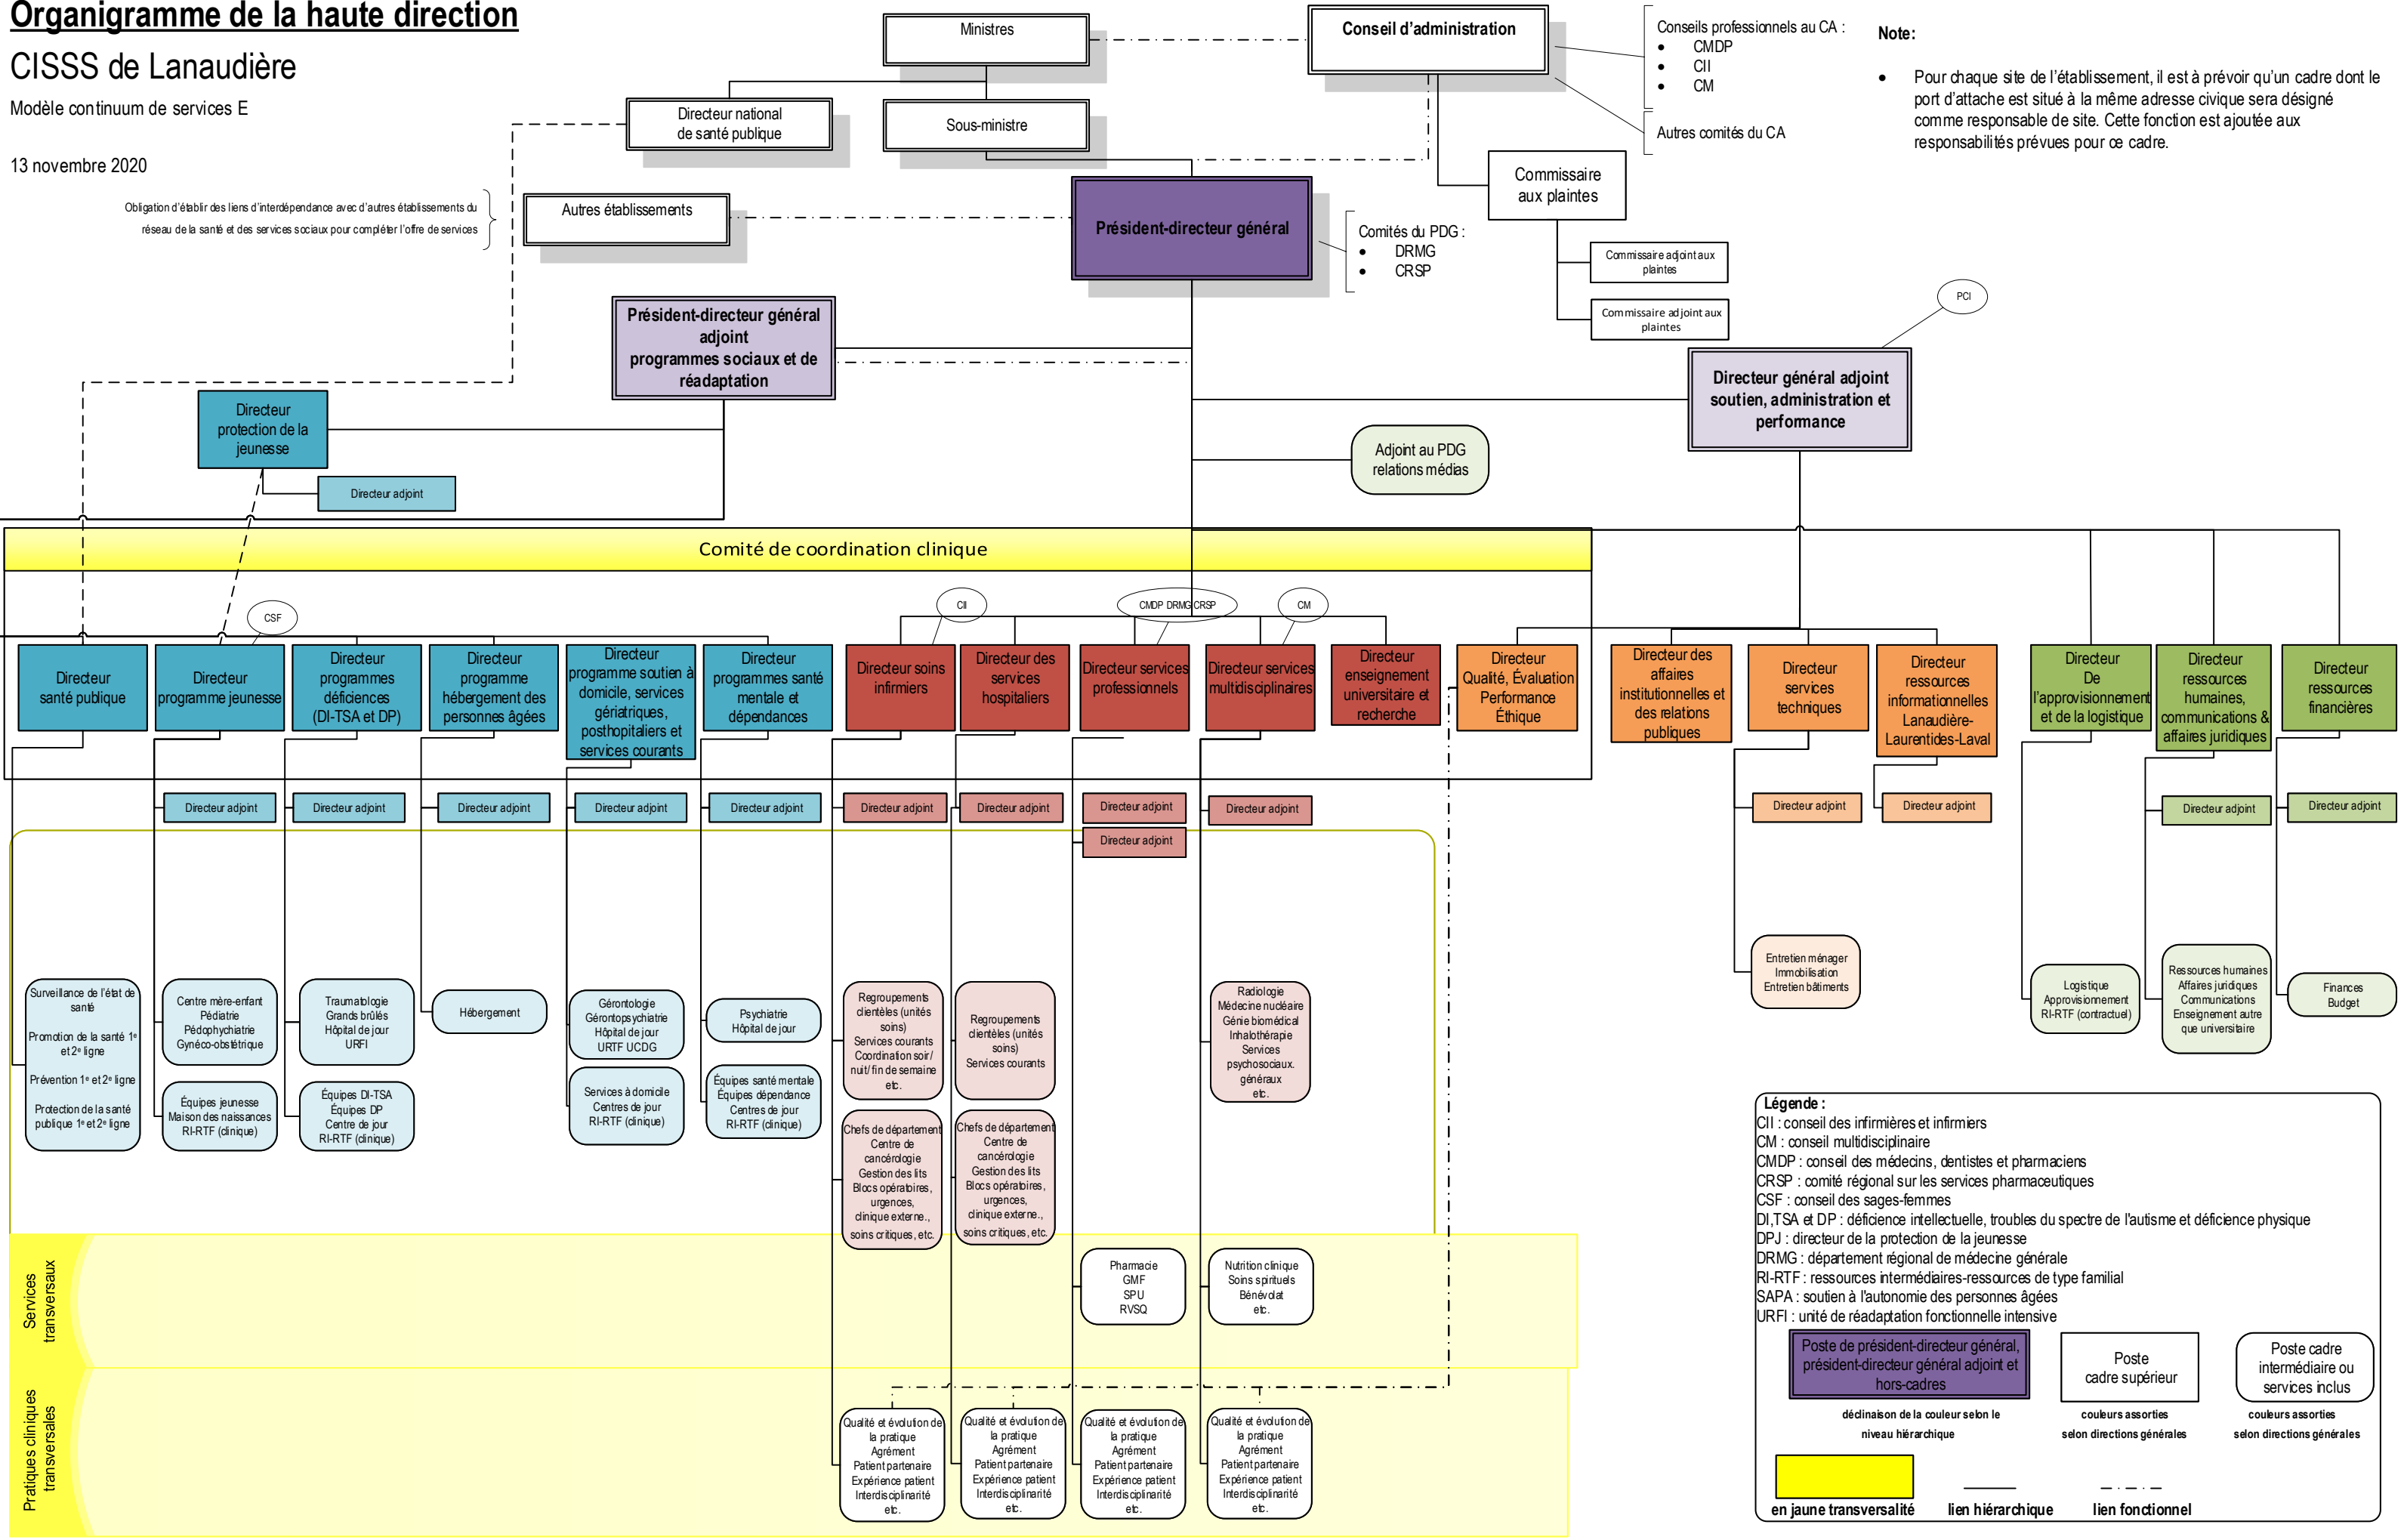 Organigramme de la haute direction
CISSS de Lanaudière
Modèle continuum de services E
13 novembre 2020
Ministres
Conseil d'administration
Conseils professionnels au CA :
• CMDP
• CII
• CM
Autres comités du CA
Note:
• Pour chaque site de l'établissement, il est à prévoir qu'un cadre dont le
port d'attache est situé à la même adresse civique sera désigné
comme responsable de site. Cette fonction est ajoutée aux
responsabilités prévues pour ce cadre.
Directeur national
de santé publique
Sous-ministre
Commissaire
aux plaintes
Obligation d'établir des liens d'interdépendance avec d'autres établissements du
réseau de la santé et des services sociaux pour compléter l'offre de services
Autres établissements
Président-directeur général
Comités du PDG :
• DRMG
• CRSP
Commissaire adjoint aux
plaintes
Commissaire adjoint aux
plaintes
PCI
Président-directeur général
adjoint
programmes sociaux et de
réadaptation
Directeur général adjoint
soutien, administration et
performance
Directeur
protection de la
jeunesse
Directeur adjoint
Adjoint au PDG
relations médias
Comité de coordination clinique
CSF
CII
CMDP DRMG CRSP
CM
Directeur
santé publique
Directeur
programme jeunesse
Directeur
programmes
déficiences
(DI-TSA et DP)
Directeur
programme
hébergement des
personnes âgées
Directeur
programme soutien à
domicile, services
gériatriques,
posthopitaliers et
services courants
Directeur
programmes santé
mentale et
dépendances
Directeur soins
infirmiers
Directeur des
services
hospitaliers
Directeur services
professionnels
Directeur services
multidisciplinaires
Directeur
enseignement
universitaire et
recherche
Directeur
Qualité, Évaluation
Performance
Éthique
Directeur des
affaires
institutionnelles et
des relations
publiques
Directeur
services
techniques
Directeur
ressources
informationnelles
Lanaudière-
Laurentides-Laval
Directeur
De
l'approvisionnement
et de la logistique
Directeur
ressources
humaines,
communications &
affaires juridiques
Directeur
ressources
financières
Directeur adjoint
Directeur adjoint
Directeur adjoint
Directeur adjoint
Directeur adjoint
Directeur adjoint
Directeur adjoint
Directeur adjoint
Directeur adjoint
Directeur adjoint
Directeur adjoint
Directeur adjoint
Directeur adjoint
Directeur adjoint
Surveillance de l'état de
santé
Promotion de la santé 1e
et 2e ligne
Prévention 1e et 2e ligne
Protection de la santé
publique 1e et 2e ligne
Centre mère-enfant
Pédiatrie
Pédophychiatrie
Gynéco-obstétrique
Équipes jeunesse
Maison des naissances
RI-RTF (clinique)
Traumatologie
Grands brûlés
Hôpital de jour
URFI
Équipes DI-TSA
Équipes DP
Centre de jour
RI-RTF (clinique)
Hébergement
Gérontologie
Gérontopsychiatrie
Hôpital de jour
URTF UCDG
Services à domicile
Centres de jour
RI-RTF (clinique)
Psychiatrie
Hôpital de jour
Équipes santé mentale
Équipes dépendance
Centres de jour
RI-RTF (clinique)
Regroupements
clientèles (unités
soins)
Services courants
Coordination soir/
nuit/ fin de semaine
etc.
Chefs de département
Centre de
cancérologie
Gestion des lits
Blocs opératoires,
urgences,
clinique externe.,
soins critiques, etc.
Regroupements
clientèles (unités
soins)
Services courants
Chefs de département
Centre de
cancérologie
Gestion des lits
Blocs opératoires,
urgences,
clinique externe.,
soins critiques, etc.
Radiologie
Médecine nucléaire
Génie biomédical
Inhalothérapie
Services
psychosociaux.
généraux
etc.
Entretien ménager
Immobilisation
Entretien bâtiments
Logistique
Approvisionnement
RI-RTF (contractuel)
Ressources humaines
Affaires juridiques
Communications
Enseignement autre
que universitaire
Finances
Budget
Services
transversaux
Pharmacie
GMF
SPU
RVSQ
Nutrition clinique
Soins spirituels
Bénévolat
etc.
Pratiques cliniques
transversales
Qualité et évolution de
la pratique
Agrément
Patient partenaire
Expérience patient
Interdisciplinarité
etc.
Qualité et évolution de
la pratique
Agrément
Patient partenaire
Expérience patient
Interdisciplinarité
etc.
Qualité et évolution de
la pratique
Agrément
Patient partenaire
Expérience patient
Interdisciplinarité
etc.
Qualité et évolution de
la pratique
Agrément
Patient partenaire
Expérience patient
Interdisciplinarité
etc.
Légende :
CII : conseil des infirmières et infirmiers
CM : conseil multidisciplinaire
CMDP : conseil des médecins, dentistes et pharmaciens
CRSP : comité régional sur les services pharmaceutiques
CSF : conseil des sages-femmes
DI,TSA et DP : déficience intellectuelle, troubles du spectre de l'autisme et déficience physique
DPJ : directeur de la protection de la jeunesse
DRMG : département régional de médecine générale
RI-RTF : ressources intermédiaires-ressources de type familial
SAPA : soutien à l'autonomie des personnes âgées
URFI : unité de réadaptation fonctionnelle intensive
Poste de président-directeur général,
président-directeur général adjoint et
hors-cadres
Poste
cadre supérieur
Poste cadre
intermédiaire ou
services inclus
déclinaison de la couleur selon le
niveau hiérarchique
couleurs assorties
selon directions générales
couleurs assorties
selon directions générales
en jaune transversalité
lien hiérarchique
lien fonctionnel